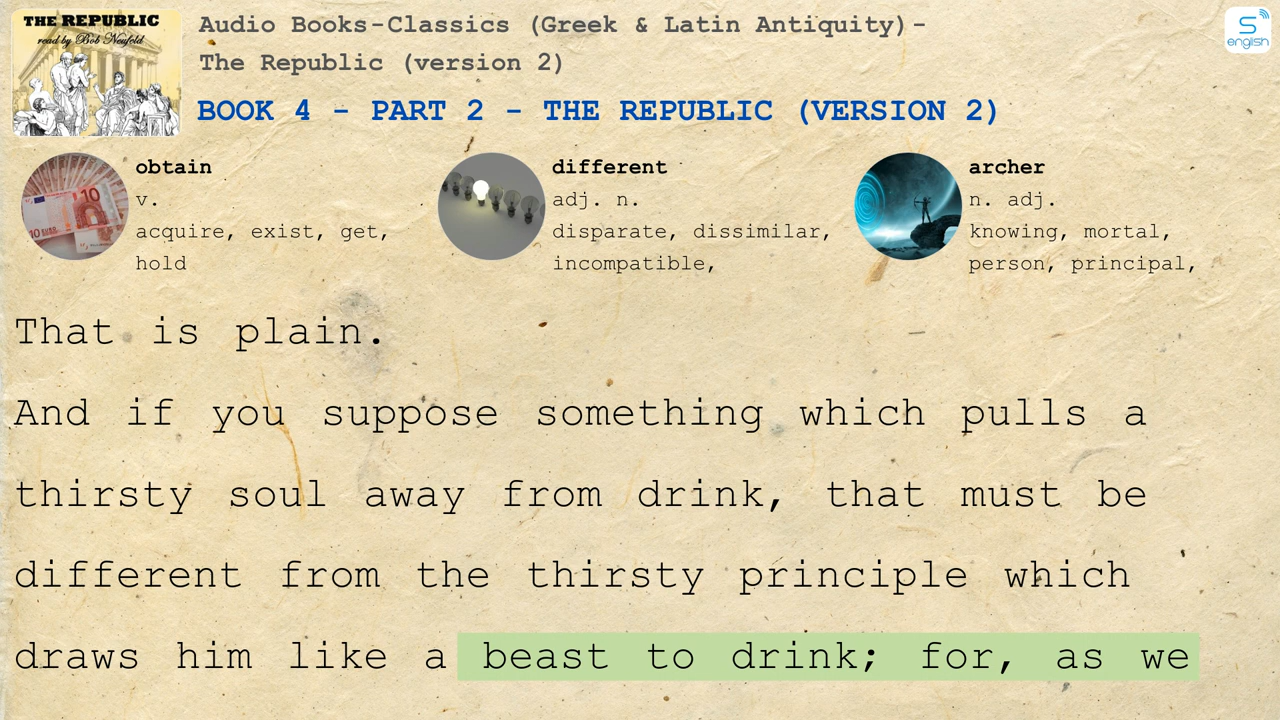 THE REPUBLIC
read by Bob Neufeld
Audio Books-Classics (Greek & Latin Antiquity)-
The Republic (version 2)
BOOK 4 - PART 2 - THE REPUBLIC (VERSION 2)
S
english
obtain
v.
acquire, exist, get,
hold
different
adj. n.
disparate, dissimilar,
incompatible,
archer
n. adj.
knowing, mortal,
person, principal,
That is plain.
And if you suppose something which pulls a
thirsty soul away from drink, that must be
different from the thirsty principle which
draws him like a beast to drink; for, as we